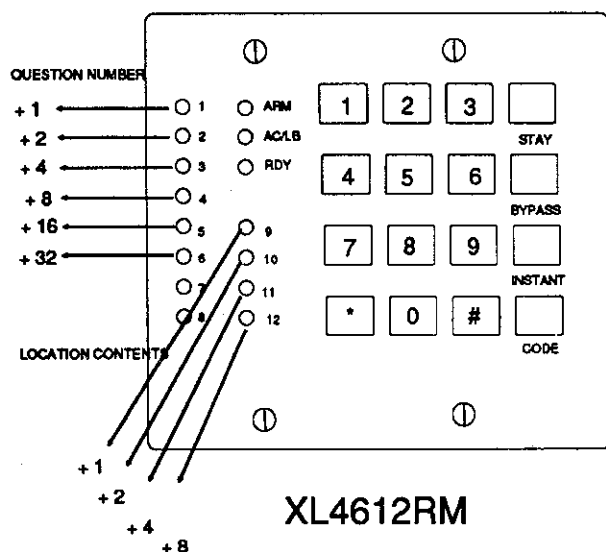 QUESTION NUMBER
+ 1
+ 2
+ 4
+ 8
+ 16
+ 32
1
2
3
4
5
6
7
8
ARM
AC/LB
RDY
9
10
11
12
1 2 3
STAY
4 5 6
BYPASS
7 8 9
INSTANT
* 0 #
CODE
LOCATION CONTENTS
+ 1
+ 2
+ 4
+ 8
XL4612RM